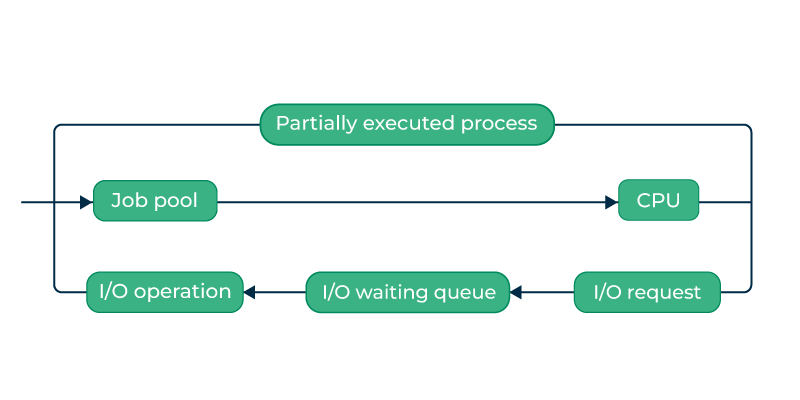 Partially executed process
Job pool
CPU
I/O operation
I/O waiting queue
I/O request